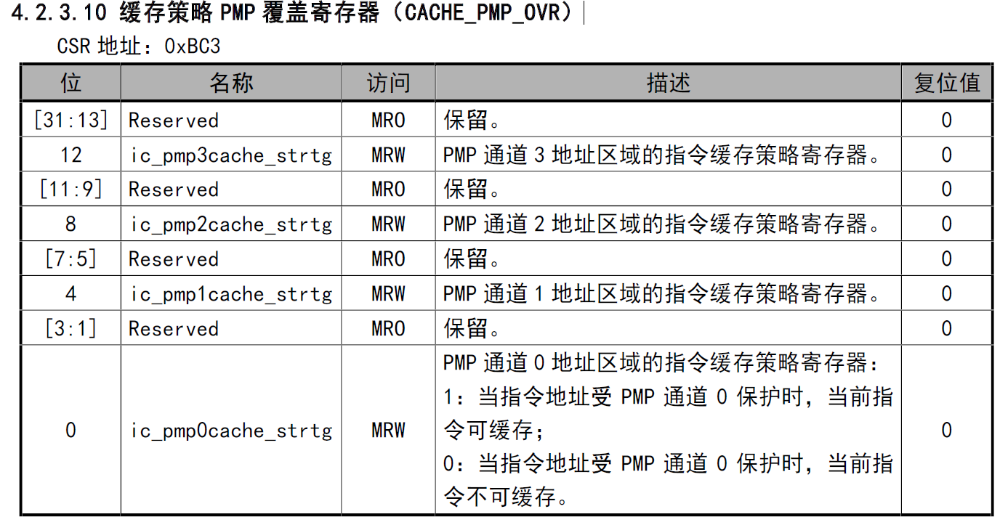 4.2.3.10 缓存策略 PMP 覆盖寄存器（CACHE_PMP_OVR）
CSR 地址：0xBC3
位 名称 访问 描述 复位值
[31:13] Reserved MRO 保留。 0
12 ic_pmp3cache_strtg MRW PMP 通道 3 地址区域的指令缓存策略寄存器。 0
[11:9] Reserved MRO 保留。 0
8 ic_pmp2cache_strtg MRW PMP 通道 2 地址区域的指令缓存策略寄存器。 0
[7:5] Reserved MRO 保留。 0
4 ic_pmp1cache_strtg MRW PMP 通道 1 地址区域的指令缓存策略寄存器。 0
[3:1] Reserved MRO 保留。 0
0 ic_pmp0cache_strtg MRW PMP 通道 0 地址区域的指令缓存策略寄存器：
1：当指令地址受 PMP 通道 0 保护时，当前指
令可缓存；
0：当指令地址受 PMP 通道 0 保护时，当前指
令不可缓存。 0